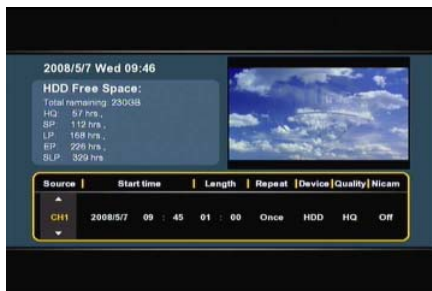 2008/5/7 Wed 09:46
HDD Free Space:
Total remaining: 230GB
HQ: 57 hrs.,
SP: 112 hrs.,
LP: 168 hrs.,
EP: 226 hrs.,
SLP: 329 hrs
Source | Start time | Length | Repeat | Device | Quality | Nicam
CH1 2008/5/7 09 : 45 01 : 00 Once HDD HQ Off